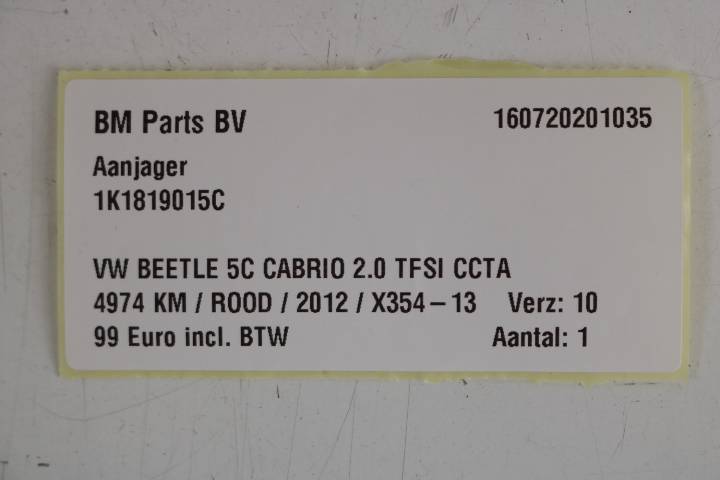 BM Parts BV 160720201035
Aanjager
1K1819015C
VW BEETLE 5C CABRIO 2.0 TFSI CCTA
4974 KM / ROOD / 2012 / X354-13 Verz: 10
99 Euro incl. BTW Aantal: 1